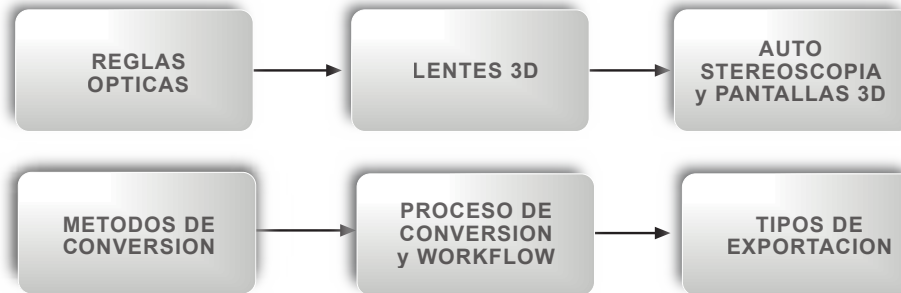 REGLAS
OPTICAS
LENTES 3D
AUTO
STEREOSCOPIA
y PANTALLAS 3D
METODOS DE
CONVERSION
PROCESO DE
CONVERSION
y WORKFLOW
TIPOS DE
EXPORTACION